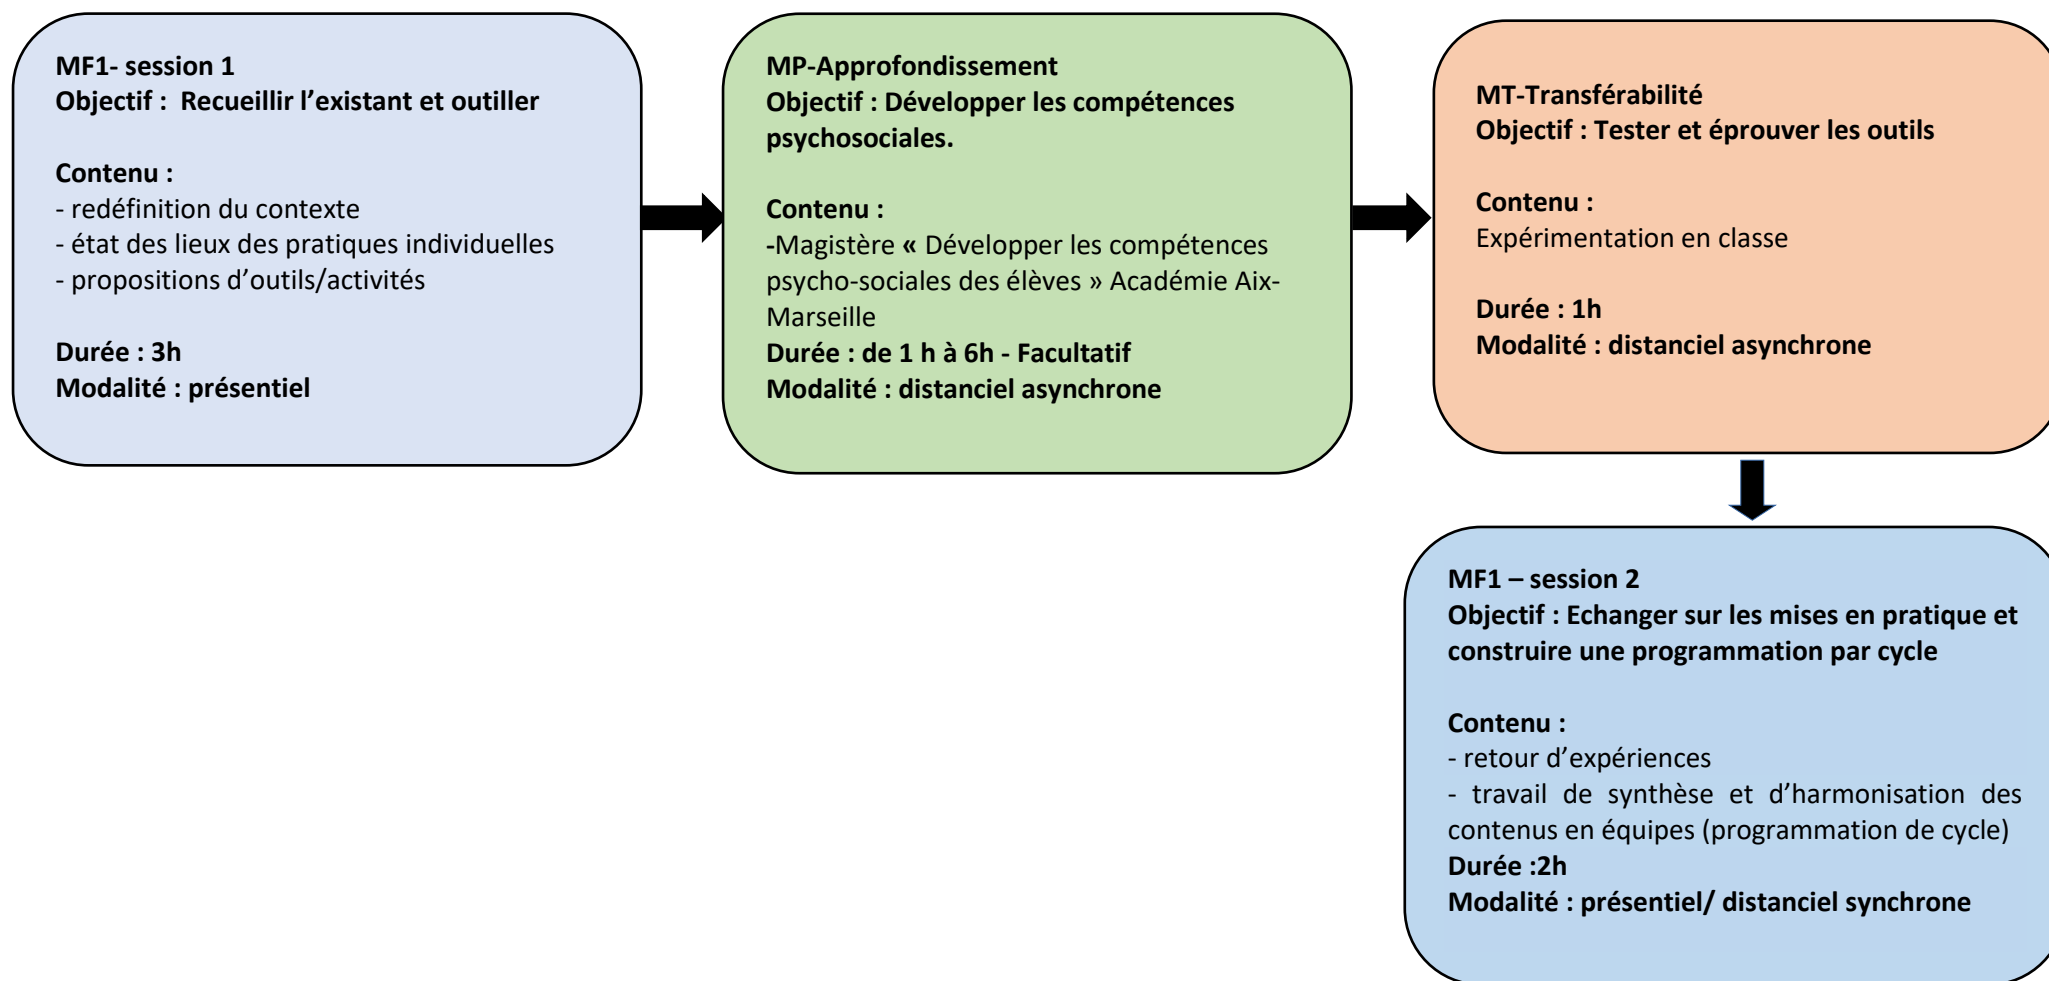 MF1- session 1
Objectif :  Recueillir l’existant et outiller
Contenu :
- redéfinition du contexte
- état des lieux des pratiques individuelles
- propositions d’outils/activités
Durée : 3h
Modalité : présentiel
MP-Approfondissement
Objectif : Développer les compétences
psychosociales.
Contenu :
-Magistère « Développer les compétences
psycho-sociales des élèves » Académie Aix-
Marseille
Durée : de 1 h à 6h - Facultatif
Modalité : distanciel asynchrone
MT-Transférabilité
Objectif : Tester et éprouver les outils
Contenu :
Expérimentation en classe
Durée : 1h
Modalité : distanciel asynchrone
MF1 – session 2
Objectif : Echanger sur les mises en pratique et
construire une programmation par cycle
Contenu :
- retour d’expériences
- travail de synthèse et d’harmonisation des
contenus en équipes (programmation de cycle)
Durée :2h
Modalité : présentiel/ distanciel synchrone